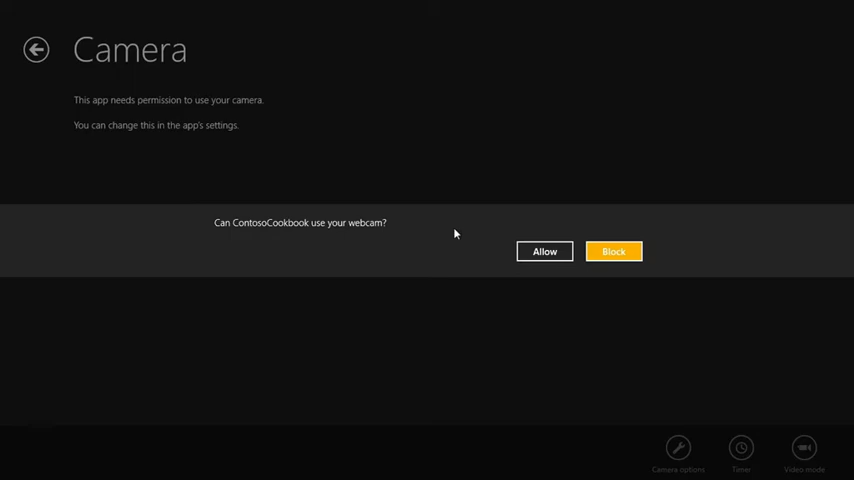 Camera
This app needs permission to use your camera.
You can change this in the app's settings.
Can ContosoCookbook use your webcam?
Allow
Block
Camera options
Timer
Video mode